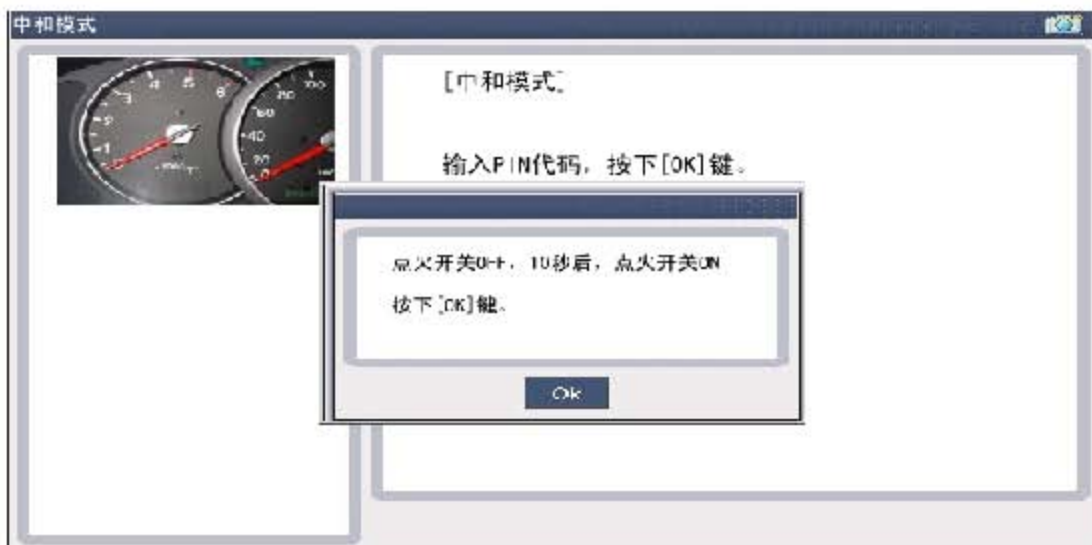 中和模式
[中和模式]
输入PIN代码，按下[OK]键。
点火开关OFF，10秒后，点火开关ON
按下[OK]键。
Ok